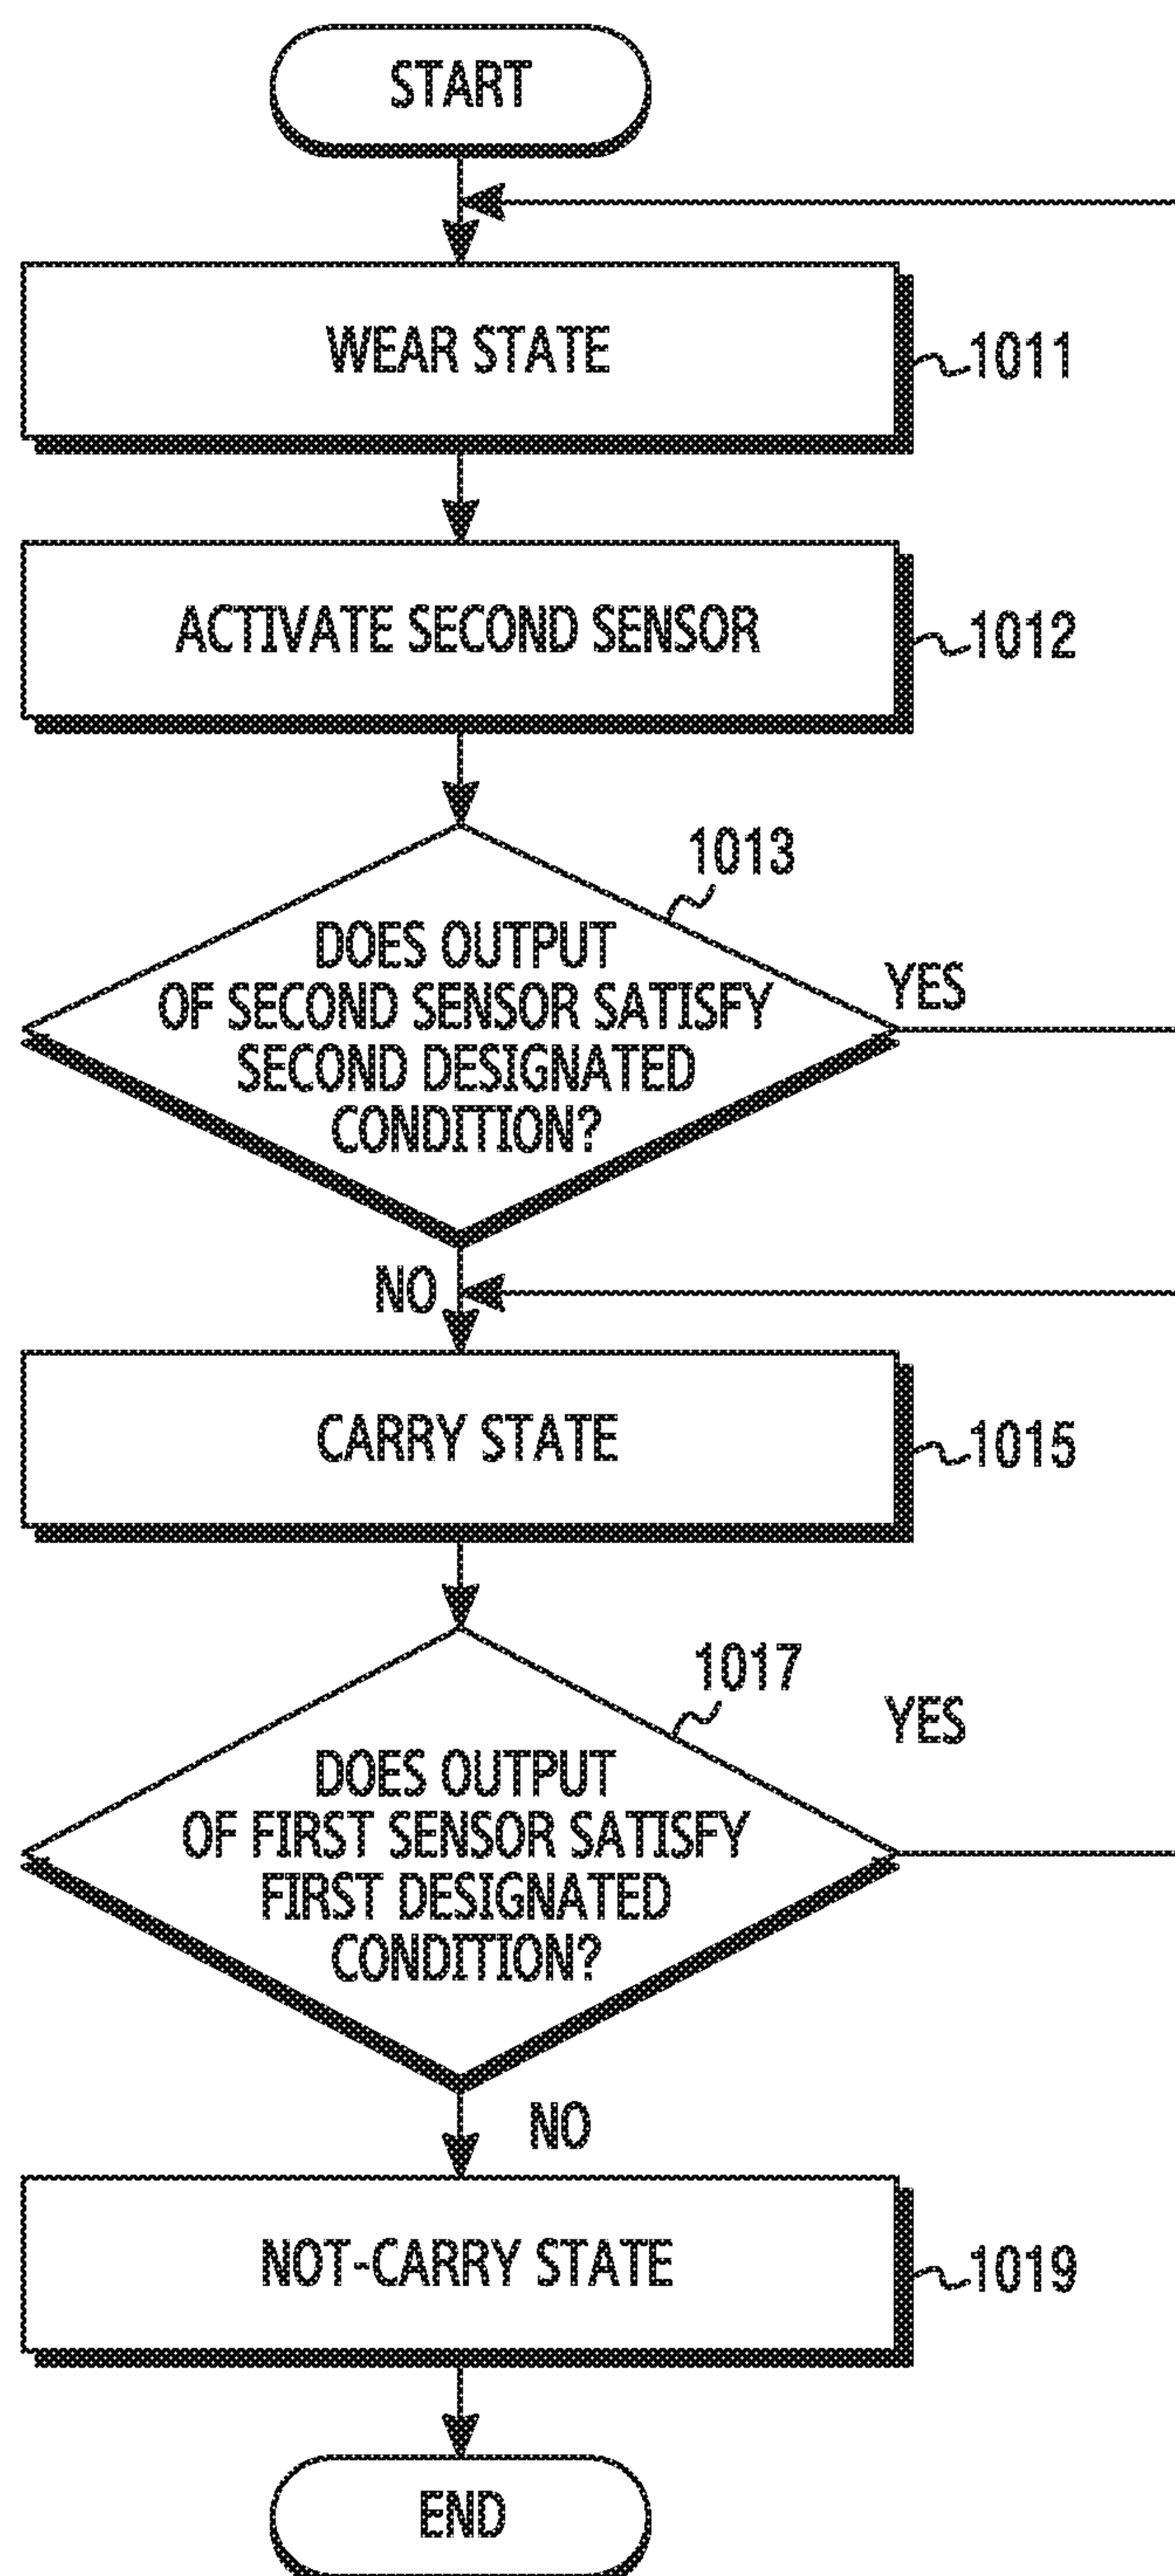 START
WEAR STATE
1011
ACTIVATE SECOND SENSOR
1012
1013
DOES OUTPUT
OF SECOND SENSOR SATISFY
SECOND DESIGNATED
CONDITION?
YES
NO
CARRY STATE
1015
1017
YES
DOES OUTPUT
OF FIRST SENSOR SATISFY
FIRST DESIGNATED
CONDITION?
NO
NOT-CARRY STATE
1019
END